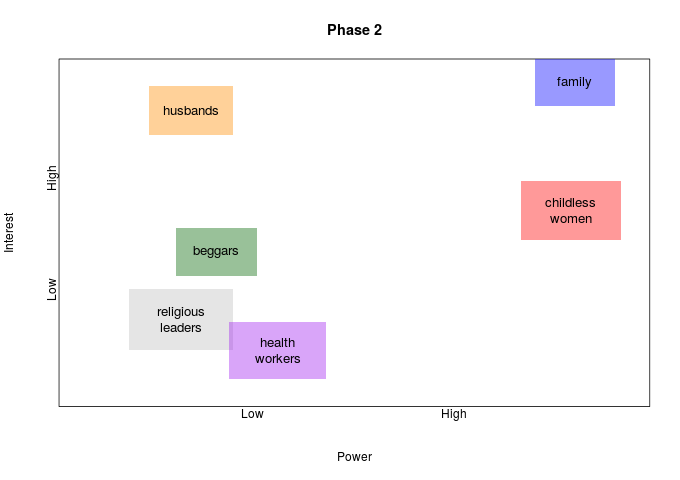 Phase 2
family
husbands
High
childless
women
Interest
beggars
Low
religious
leaders
health
workers
Low
High
Power